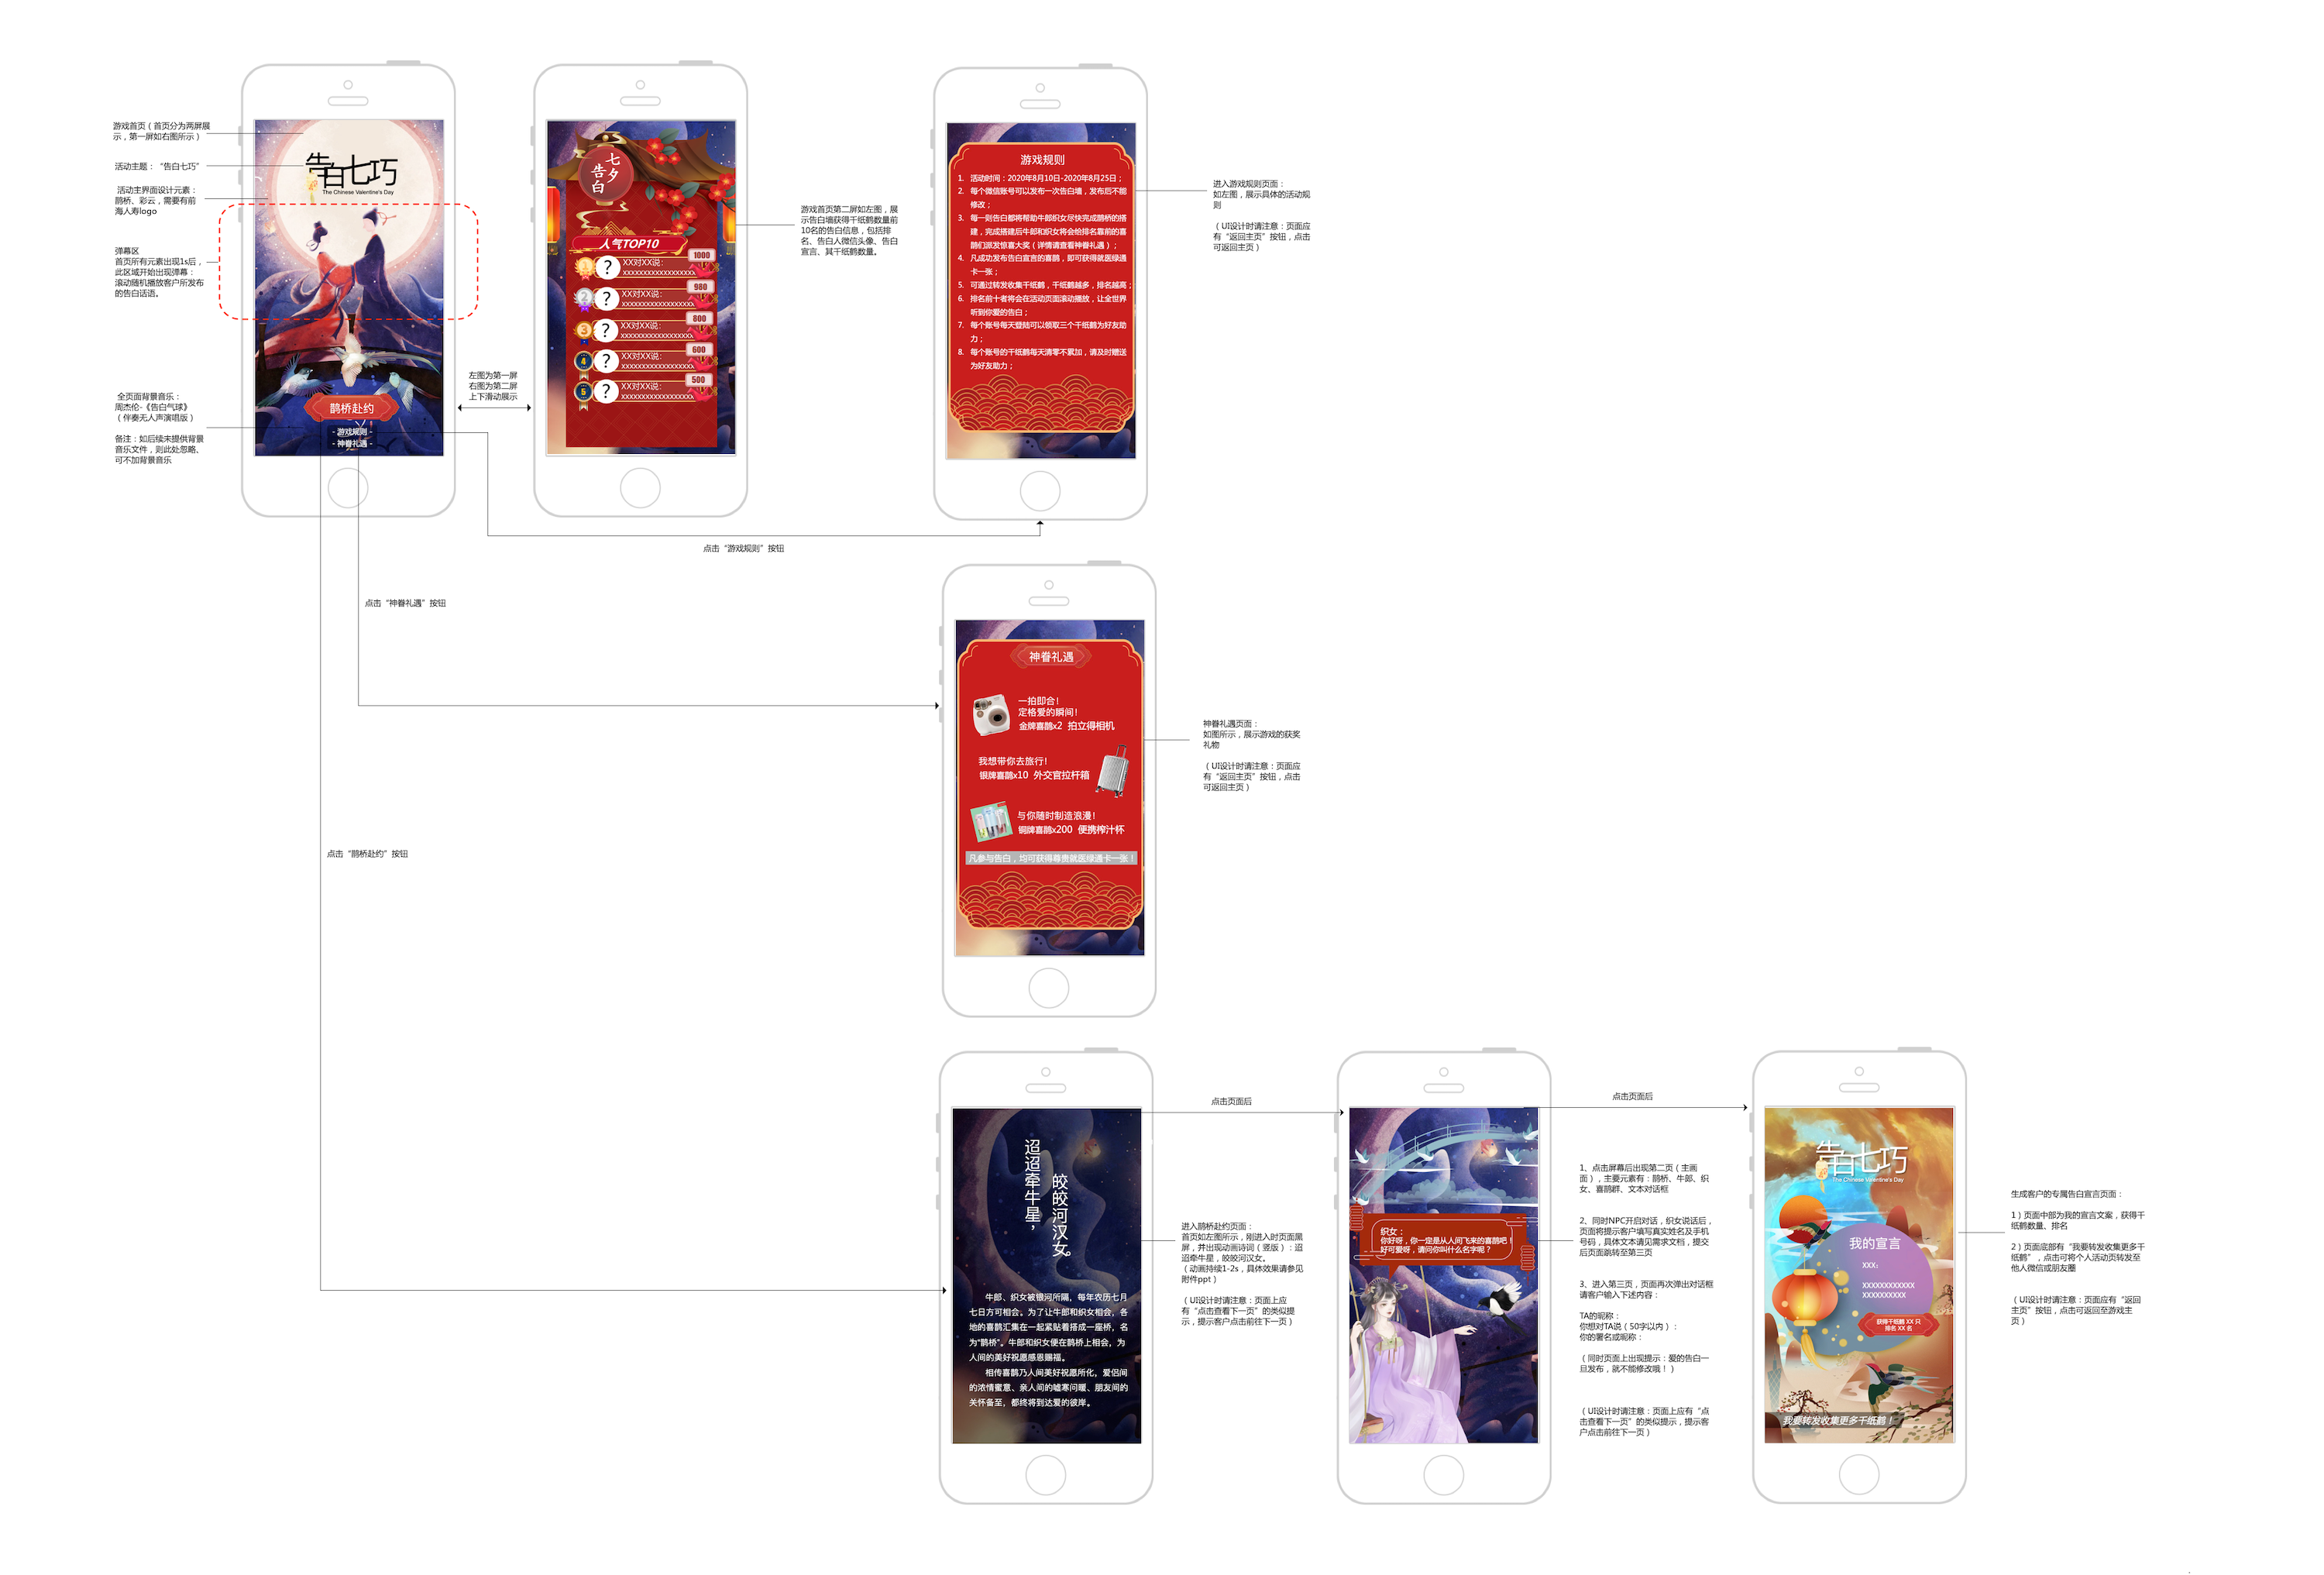 游戏首页（首页分为两屏展
示，第一屏如右图所示）
活动主题：“告白七巧”
活动主界面设计元素：
鹊桥、彩云，需要有前
海人寿logo
弹幕区
首页所有元素出现1s后，
此区域开始出现弹幕：
滚动随机播放客户所发布
的告白话语。
全页面背景音乐：
周杰伦-《告白气球》
（伴奏无人声演唱版）
备注：如后续未提供背景
音乐文件，则此处忽略、
可不加背景音乐
告白七巧
The Chinese Valentine's Day
鹊桥赴约
- 游戏规则 -
- 神眷礼遇 -
左图为第一屏
右图为第二屏
上下滑动展示
七夕
告白
人气TOP10
1000
1
?
XX对XX说：
xxxxxxxxxxxxxxxxxx
980
2
?
XX对XX说：
xxxxxxxxxxxxxxxxxx
800
3
?
XX对XX说：
xxxxxxxxxxxxxxxxxx
600
4
?
XX对XX说：
xxxxxxxxxxxxxxxxxx
500
5
?
XX对XX说：
xxxxxxxxxxxxxxxxxx
游戏首页第二屏如左图，展
示告白墙获得千纸鹤数量前
10名的告白信息，包括排
名、告白人微信头像、告白
宣言、其千纸鹤数量。
游戏规则
1. 活动时间：2020年8月10日-2020年8月25日；
2. 每个微信账号可以发布一次告白墙，发布后不能
修改；
3. 每一则告白都将帮助牛郎织女尽快完成鹊桥的搭
建，完成搭建后牛郎和织女将会给排名靠前的喜
鹊们派发惊喜大奖（详情请查看神眷礼遇）；
4. 凡成功发布告白宣言的喜鹊，即可获得就医绿通
卡一张；
5. 可通过转发收集千纸鹤，千纸鹤越多，排名越高；
6. 排名前十者将会在活动页面滚动播放，让全世界
听到你爱的告白；
7. 每个账号每天登陆可以领取三个千纸鹤为好友助
力；
8. 每个账号的千纸鹤每天清零不累加，请及时赠送
为好友助力；
进入游戏规则页面：
如左图，展示具体的活动规
则
（UI设计时请注意：页面应
有“返回主页”按钮，点击
可返回主页）
点击“游戏规则”按钮
点击“神眷礼遇”按钮
点击“鹊桥赴约”按钮
神眷礼遇
一拍即合！
定格爱的瞬间！
金牌喜鹊x2 拍立得相机
我想带你去旅行！
银牌喜鹊x10 外交官拉杆箱
与你随时制造浪漫！
铜牌喜鹊x200 便携榨汁杯
凡参与告白，均可获得尊贵就医绿通卡一张！
神眷礼遇页面：
如图所示，展示游戏的获奖
礼物
（UI设计时请注意：页面应
有“返回主页”按钮，点击
可返回主页）
迢迢牵牛星，
皎皎河汉女。
牛郎、织女被银河所隔，每年农历七月
七日方可相会。为了让牛郎和织女相会，各
地的喜鹊汇集在一起紧贴着搭成一座桥，名
为"鹊桥"。牛郎和织女便在鹊桥上相会，为
人间的美好祝愿感恩赐福。
相传喜鹊乃人间美好祝愿所化，爱侣间
的浓情蜜意、亲人间的嘘寒问暖、朋友间的
关怀备至，都终将到达爱的彼岸。
进入鹊桥赴约页面：
首页如左图所示，刚进入时页面黑
屏，并出现动画诗词（竖版）：迢
迢牵牛星，皎皎河汉女。
（动画持续1-2s，具体效果请参见
附件ppt）
（UI设计时请注意：页面上应
有“点击查看下一页”的类似提
示，提示客户点击前往下一页）
点击页面后
织女：
你好呀，你一定是从人间飞来的喜鹊吧！
好可爱呀，请问你叫什么名字呢？
点击页面后
1、点击屏幕后出现第二页（主画
面），主要元素有：鹊桥、牛郎、织
女、喜鹊群、文本对话框
2、同时NPC开启对话，织女说话后，
页面将提示客户填写真实姓名及手机
号码，具体文本请见需求文档，提交
后页面跳转至第三页
3、进入第三页，页面再次弹出对话框
请客户输入下述内容：
TA的昵称：
你想对TA说（50字以内）：
你的署名或昵称：
（同时页面上出现提示：爱的告白一
旦发布，就不能修改哦！）
（UI设计时请注意：页面上应有“点
击查看下一页”的类似提示，提示客
户点击前往下一页）
告白七巧
The Chinese Valentine's Day
我的宣言
XXX：
XXXXXXXXXXXX
XXXXXXXXXX
获得千纸鹤 XX 只
排名 XX 名
我要转发收集更多千纸鹤！
生成客户的专属告白宣言页面：
1）页面中部为我的宣言文案，获得千
纸鹤数量、排名
2）页面底部有“我要转发收集更多千
纸鹤”，点击可将个人活动页转发至
他人微信或朋友圈
（UI设计时请注意：页面应有“返回
主页”按钮，点击可返回至游戏主
页）